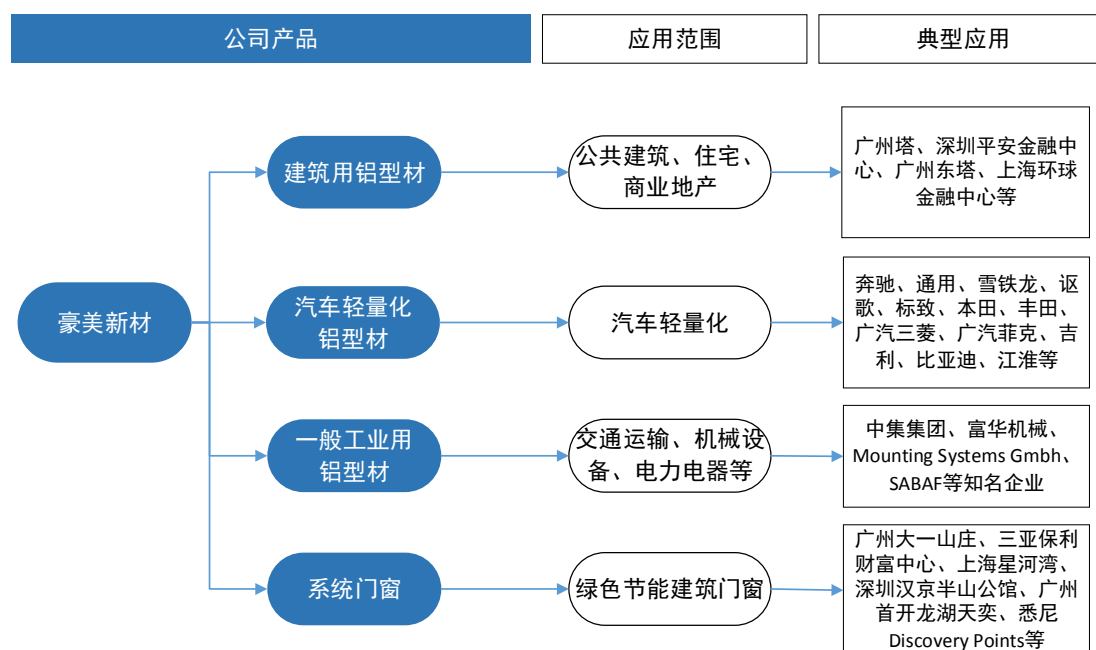 公司产品
应用范围
典型应用
豪美新材
建筑用铝型材
公共建筑、住宅、
商业地产
广州塔、深圳平安金融中
心、广州东塔、上海环球
金融中心等
汽车轻量化
铝型材
汽车轻量化
奔驰、通用、雪铁龙、讴
歌、标致、本田、丰田、
广汽三菱、广汽菲克、吉
利、比亚迪、江淮等
一般工业用
铝型材
交通运输、机械设
备、电力电器等
中集集团、富华机械、
Mounting Systems Gmbh、
SABAF等知名企业
系统门窗
绿色节能建筑门窗
广州大一山庄、三亚保利
财富中心、上海星河湾、
深圳汉京半山公馆、广州
首开龙湖天奕、悉尼
Discovery Points等